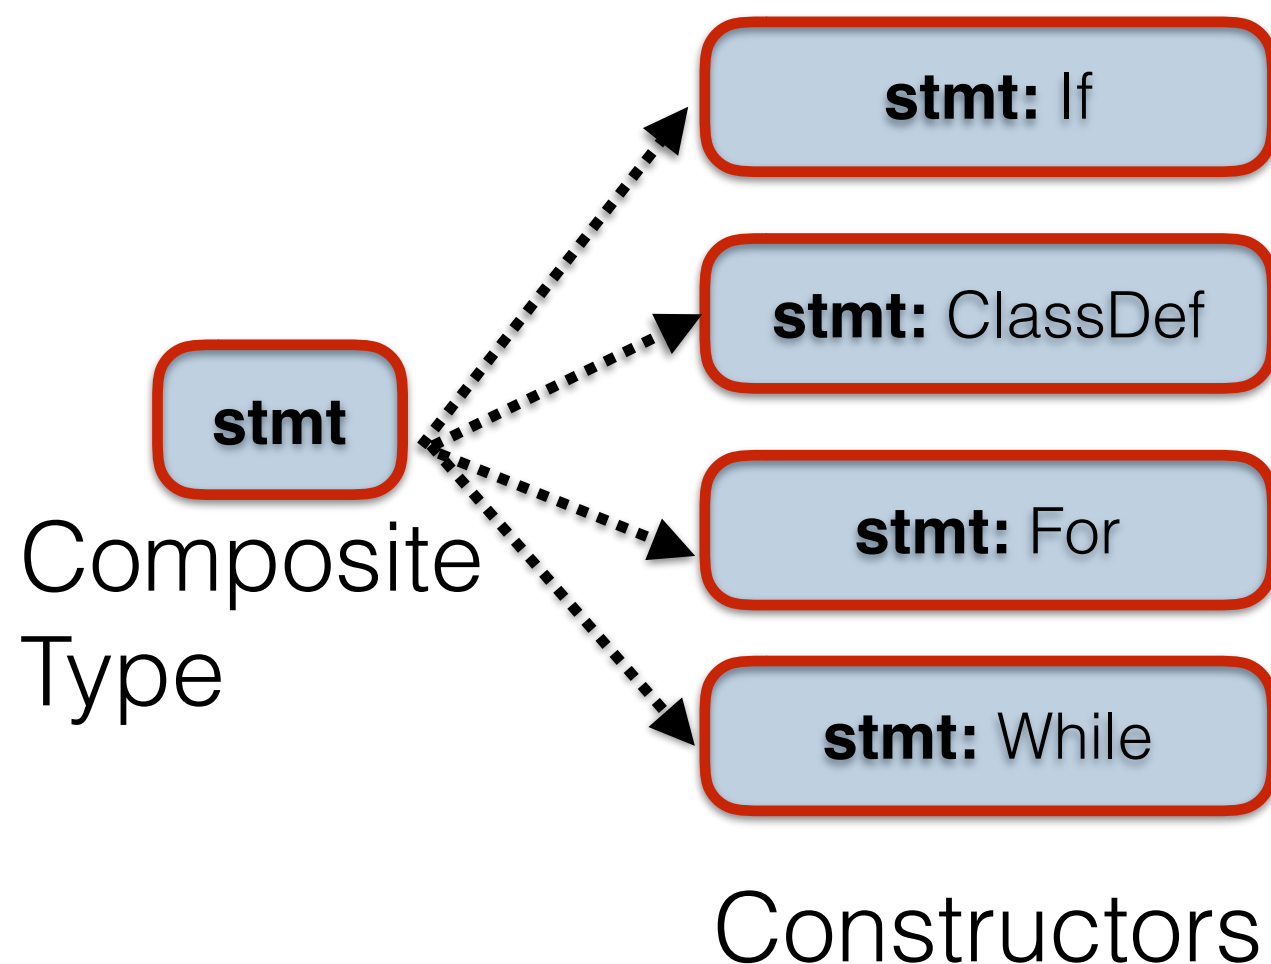 stmt
Composite
Type
stmt: If
stmt: ClassDef
stmt: For
stmt: While
Constructors